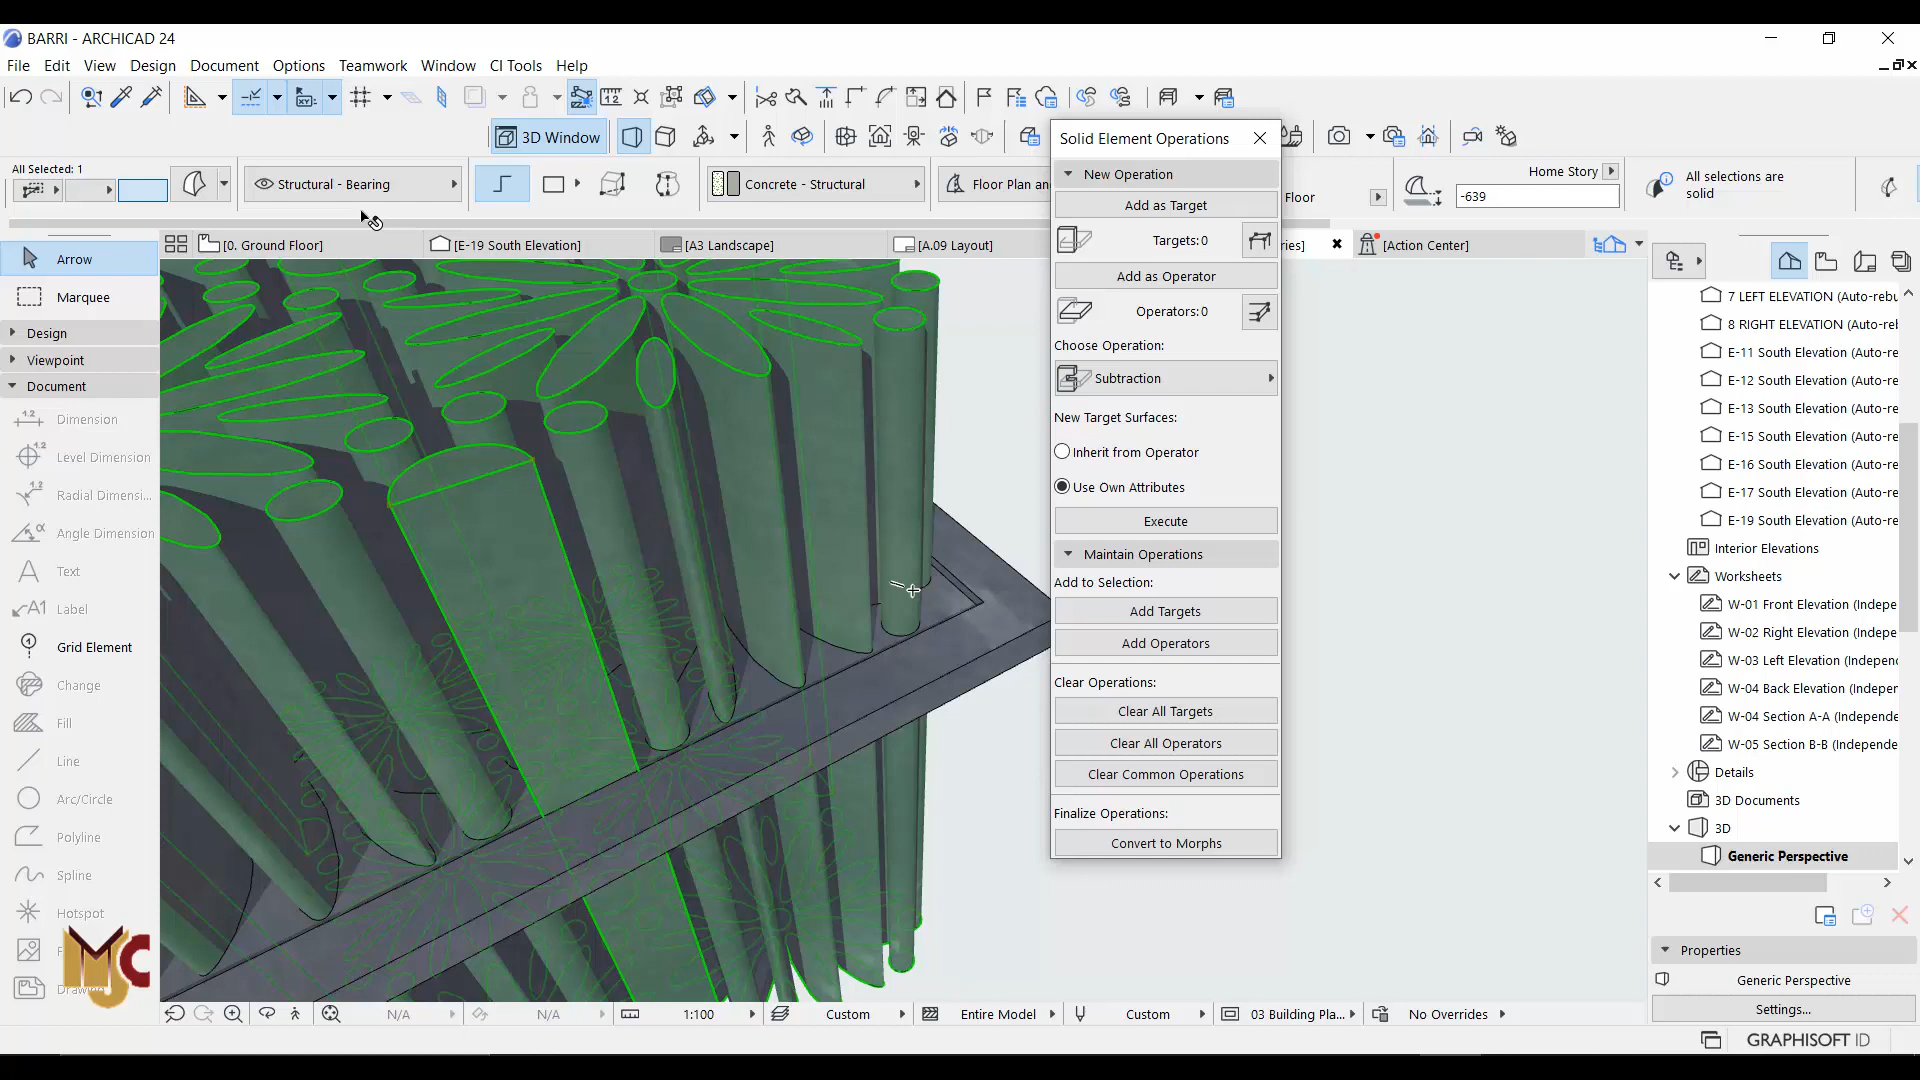 BARRI - ARCHICAD 24
File Edit View Design Document Options Teamwork Window CI Tools Help
3D Window
All Selected: 1
Structural - Bearing
Concrete - Structural
Floor Plan an
Floor
Home Story
-639
All selections are
solid
[0. Ground Floor]
[E-19 South Elevation]
[A3 Landscape]
[A.09 Layout]
ries]
[Action Center]
Arrow
Marquee
Design
Viewpoint
Document
Dimension
Level Dimension
Radial Dimensi...
Angle Dimension
Text
Label
Grid Element
Change
Fill
Line
Arc/Circle
Polyline
Spline
Hotspot
F
Drawing
MC
Solid Element Operations
New Operation
Add as Target
Targets:0
Add as Operator
Operators:0
Choose Operation:
Subtraction
New Target Surfaces:
Inherit from Operator
Use Own Attributes
Execute
Maintain Operations
Add to Selection:
Add Targets
Add Operators
Clear Operations:
Clear All Targets
Clear All Operators
Clear Common Operations
Finalize Operations:
Convert to Morphs
7 LEFT ELEVATION (Auto-rebu
8 RIGHT ELEVATION (Auto-rel
E-11 South Elevation (Auto-re
E-12 South Elevation (Auto-re
E-13 South Elevation (Auto-re
E-15 South Elevation (Auto-re
E-16 South Elevation (Auto-re
E-17 South Elevation (Auto-re
E-19 South Elevation (Auto-re
Interior Elevations
Worksheets
W-01 Front Elevation (Indepe
W-02 Right Elevation (Indepe
W-03 Left Elevation (Indepen
W-04 Back Elevation (Indepen
W-04 Section A-A (Independe
W-05 Section B-B (Independe
Details
3D Documents
3D
Generic Perspective
Properties
Generic Perspective
Settings...
N/A
N/A
1:100
Custom
Entire Model
Custom
03 Building Pla...
No Overrides
GRAPHISOFT ID